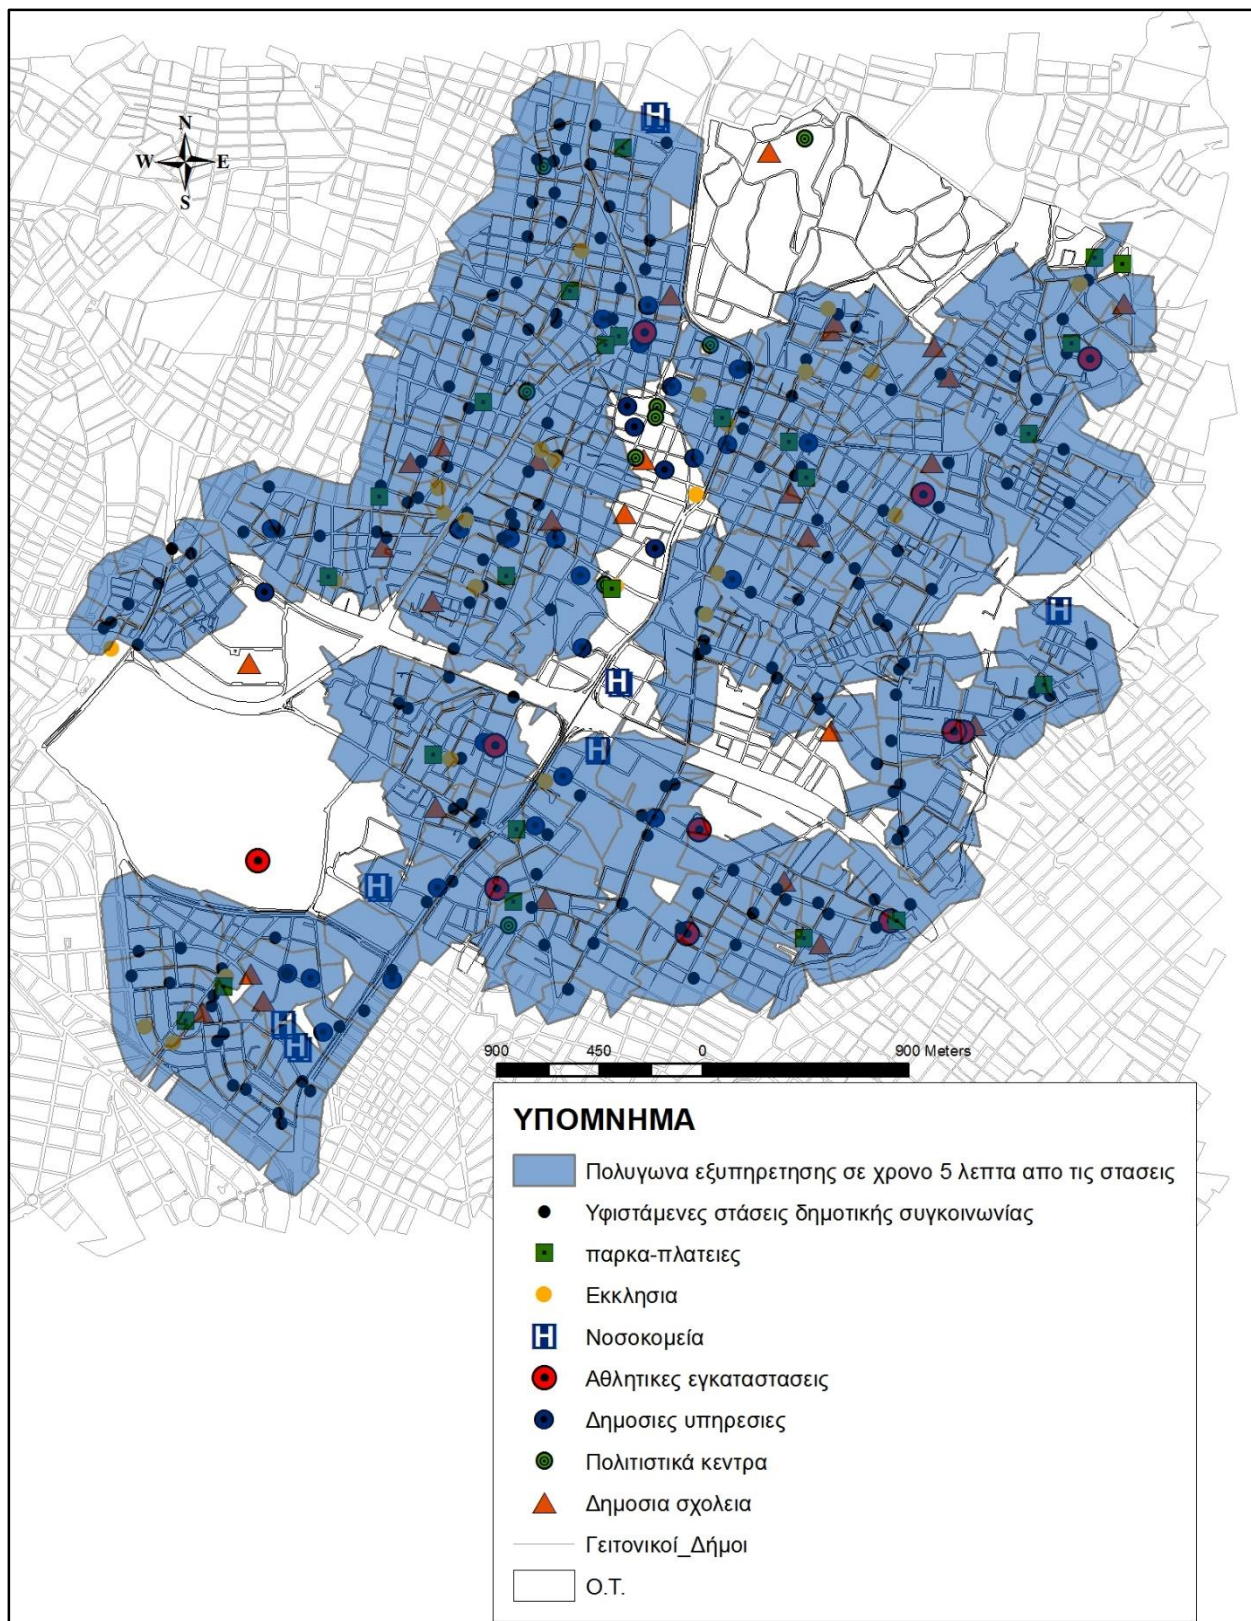 N
W E
S
900 450 0 900 Meters
ΥΠΟΜΝΗΜΑ
Πολυγωνα εξυπηρετησης σε χρονο 5 λεπτα απο τις στασεις
Υφιστάμενες στάσεις δημοτικής συγκοινωνίας
παρκα-πλατειες
Εκκλησια
H Νοσοκομεία
Αθλητικες εγκαταστασεις
Δημοσιες υπηρεσιες
Πολιτιστικά κεντρα
Δημοσια σχολεια
Γειτονικοί_Δήμοι
Ο.Τ.